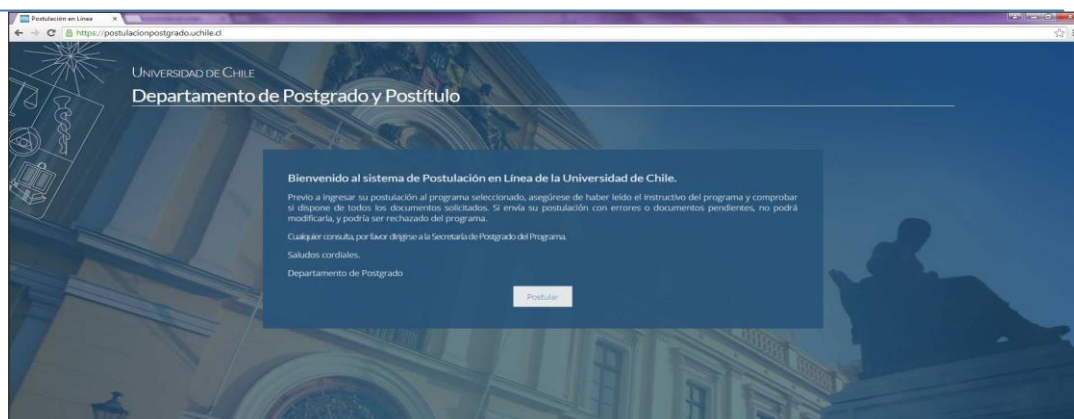 Postulación en Línea
https://postulacionpostgrado.uchile.cl
UNIVERSIDAD DE CHILE
Departamento de Postgrado y Postítulo
Bienvenido al sistema de Postulación en Línea de la Universidad de Chile.
Previo a ingresar su postulación al programa seleccionado, asegúrese de haber leído el instructivo del programa y comprobar
si dispone de todos los documentos solicitados. Si envía su postulación con errores o documentos pendientes, no podrá
modificarla, y podría ser rechazado del programa.
Cualquier consulta, por favor dirigirse a la Secretaría de Postgrado del Programa.
Saludos cordiales.
Departamento de Postgrado
Postular